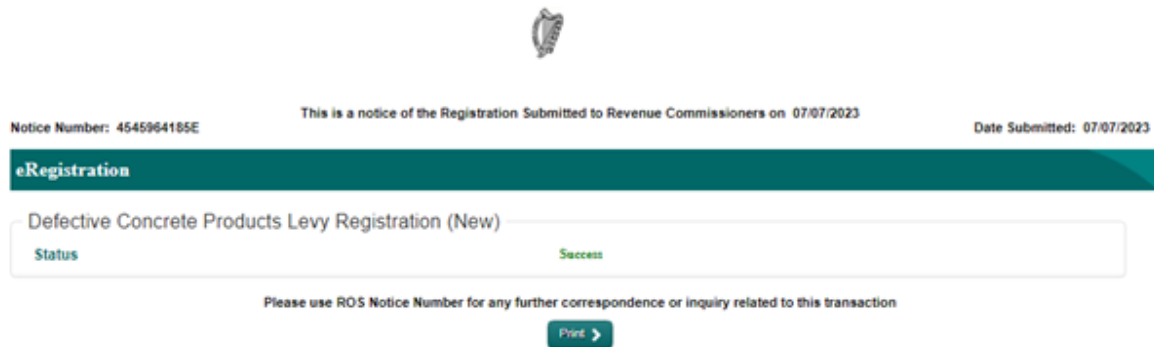 This is a notice of the Registration Submitted to Revenue Commissioners on 07/07/2023
Notice Number: 4545964185E
Date Submitted: 07/07/2023
eRegistration
Defective Concrete Products Levy Registration (New)
Status
Success
Please use ROS Notice Number for any further correspondence or inquiry related to this transaction
Print